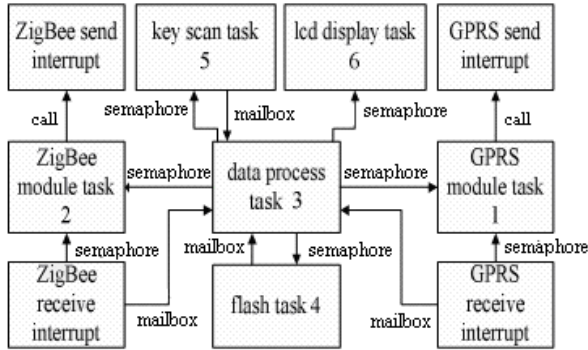 ZigBee send
interrupt
key scan task
5
lcd display task
6
GPRS send
interrupt
call
semaphore
mailbox
semaphore
call
ZigBee
module task
2
semaphore
data process
task 3
semaphore
GPRS
module task
1
semaphore
mailbox
semaphore
semaphore
ZigBee
receive
interrupt
mailbox
flash task 4
mailbox
GPRS
receive
interrupt